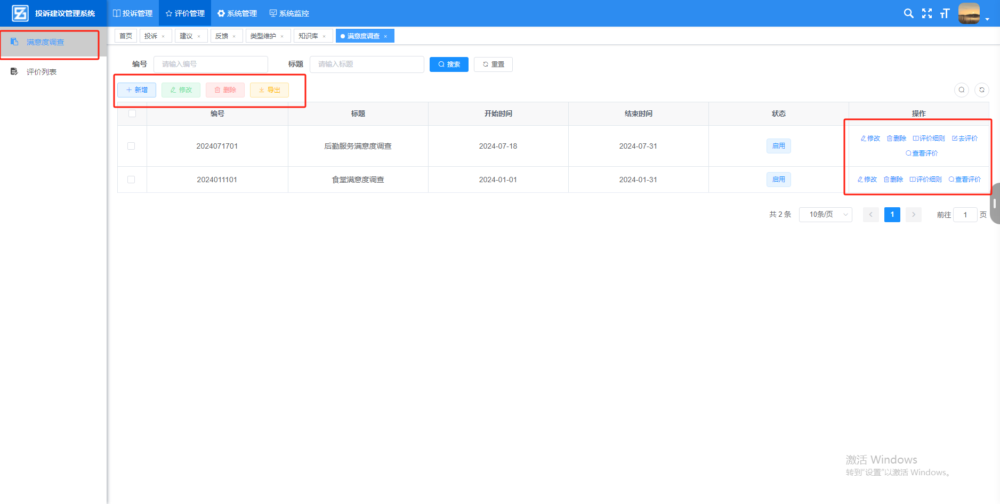 投诉建议管理系统 投诉管理 评价管理 系统管理 系统监控
满意度调查
评价列表
首页 投诉 × 建议 × 反馈 × 类型维护 × 知识库 × 满意度调查 ×
编号 请输入编号 标题 请输入标题 搜索 重置
新增 修改 删除 导出
编号 标题 开始时间 结束时间 状态 操作
2024071701 后勤服务满意度调查 2024-07-18 2024-07-31 启用 修改 删除 评价细则 去评价
查看评价
2024011101 食堂满意度调查 2024-01-01 2024-01-31 启用 修改 删除 评价细则 查看评价
共 2 条 10条/页 1 前往 1 页
激活 Windows
转到“设置”以激活 Windows。